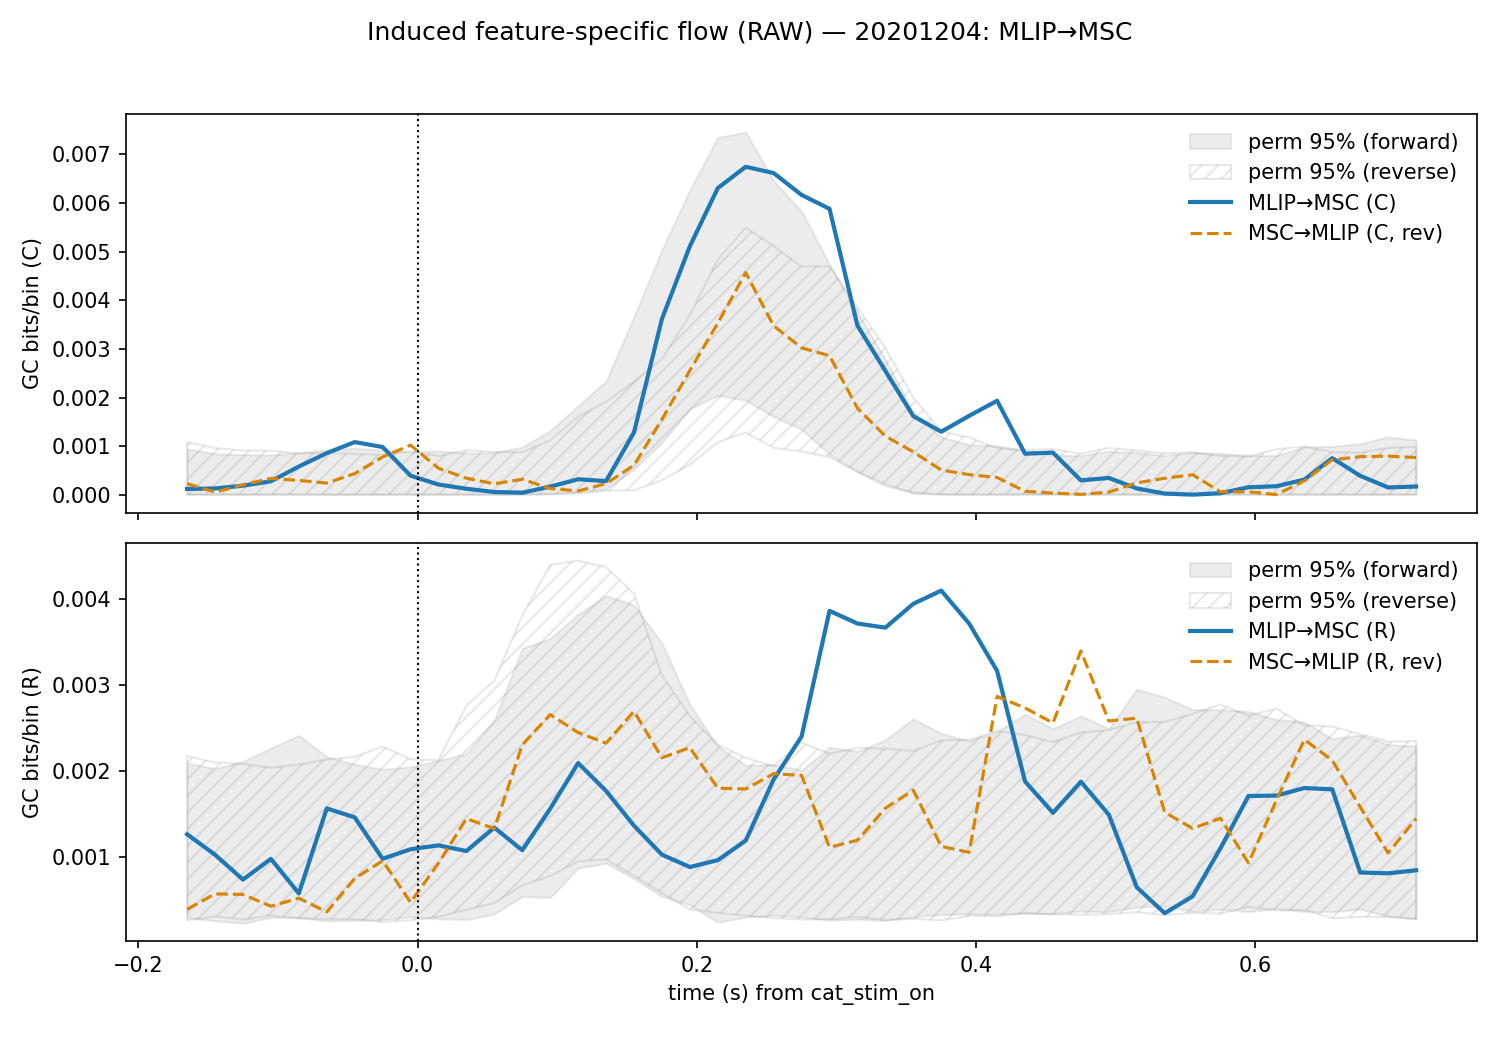 Induced feature-specific flow (RAW) — 20201204: MLIP→MSC
GC bits/bin (C)
0.007
0.006
0.005
0.004
0.003
0.002
0.001
0.000
perm 95% (forward)
perm 95% (reverse)
MLIP→MSC (C)
MSC→MLIP (C, rev)
GC bits/bin (R)
0.004
0.003
0.002
0.001
perm 95% (forward)
perm 95% (reverse)
MLIP→MSC (R)
MSC→MLIP (R, rev)
−0.2 0.0 0.2 0.4 0.6
time (s) from cat_stim_on